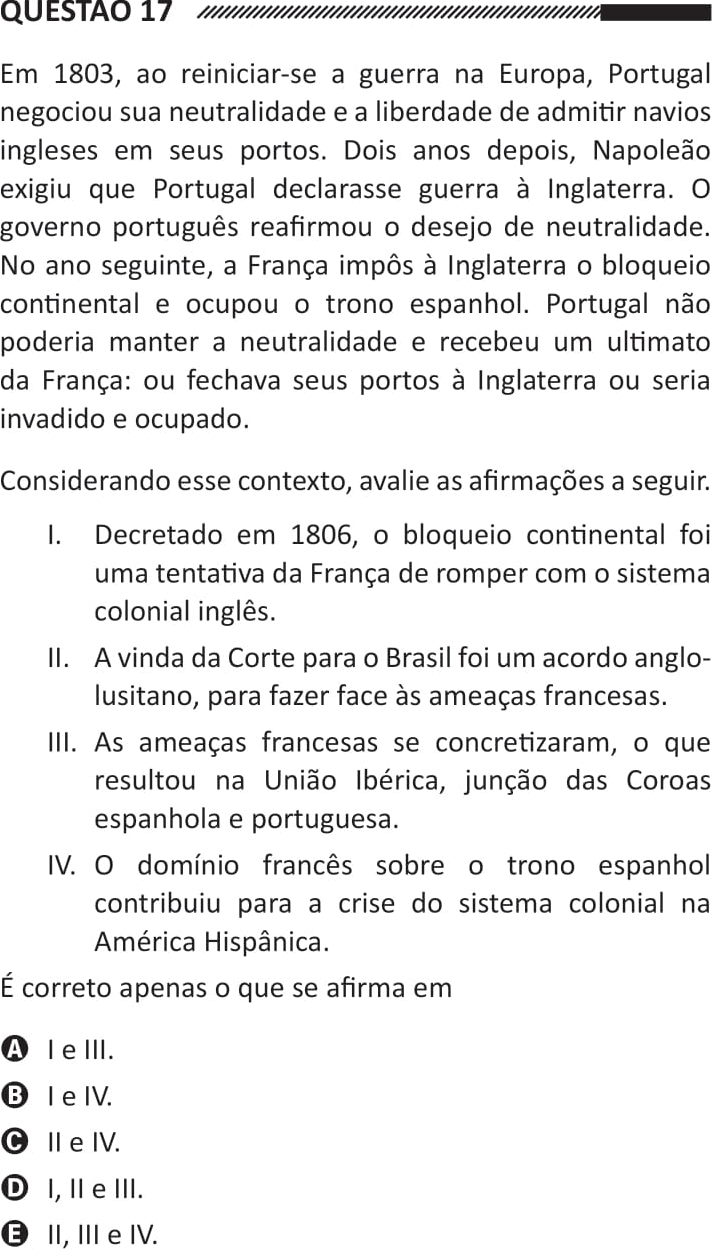 QUESTÃO 17
Em 1803, ao reiniciar-se a guerra na Europa, Portugal
negociou sua neutralidade e a liberdade de admitir navios
ingleses em seus portos. Dois anos depois, Napoleão
exigiu que Portugal declarasse guerra à Inglaterra. O
governo português reafirmou o desejo de neutralidade.
No ano seguinte, a França impôs à Inglaterra o bloqueio
continental e ocupou o trono espanhol. Portugal não
poderia manter a neutralidade e recebeu um ultimato
da França: ou fechava seus portos à Inglaterra ou seria
invadido e ocupado.
Considerando esse contexto, avalie as afirmações a seguir.
I. Decretado em 1806, o bloqueio continental foi
uma tentativa da França de romper com o sistema
colonial inglês.
II. A vinda da Corte para o Brasil foi um acordo anglo-
lusitano, para fazer face às ameaças francesas.
III. As ameaças francesas se concretizaram, o que
resultou na União Ibérica, junção das Coroas
espanhola e portuguesa.
IV. O domínio francês sobre o trono espanhol
contribuiu para a crise do sistema colonial na
América Hispânica.
É correto apenas o que se afirma em
A I e III.
B I e IV.
C II e IV.
D I, II e III.
E II, III e IV.